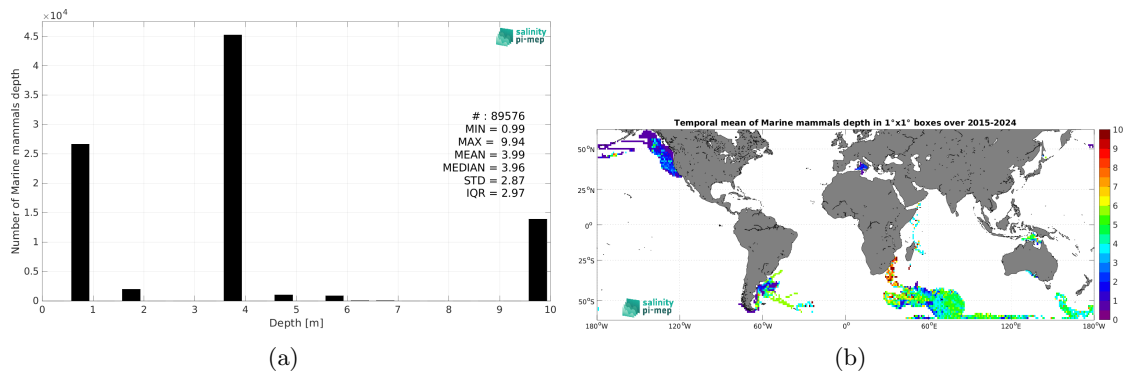 ×10⁴
4.5
4
3.5
3
2.5
2
1.5
1
0.5
0
Number of Marine mammals depth
0 1 2 3 4 5 6 7 8 9 10
Depth [m]
salinity
pi-mep
# : 89576
MIN = 0.99
MAX = 9.94
MEAN = 3.99
MEDIAN = 3.96
STD = 2.87
IQR = 2.97
(a)
Temporal mean of Marine mammals depth in 1°x1° boxes over 2015-2024
50°N
25°N
0°
25°S
50°S
180°W 120°W 60°W 0° 60°E 120°E 180°W
salinity
pi-mep
10
9
8
7
6
5
4
3
2
1
0
(b)